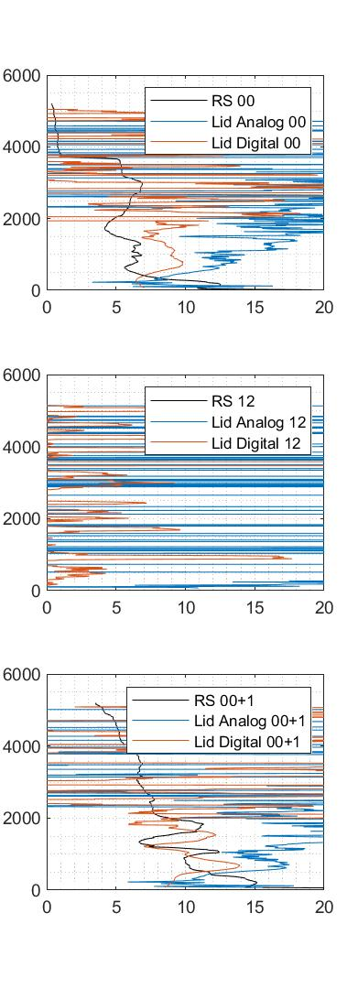 6000
RS 00
Lid Analog 00
4000
Lid Digital 00
2000
0
0 5 10 15 20
6000
RS 12
Lid Analog 12
Lid Digital 12
4000
2000
0
0 5 10 15 20
6000
RS 00+1
Lid Analog 00+1
Lid Digital 00+1
4000
2000
0
0 5 10 15 20